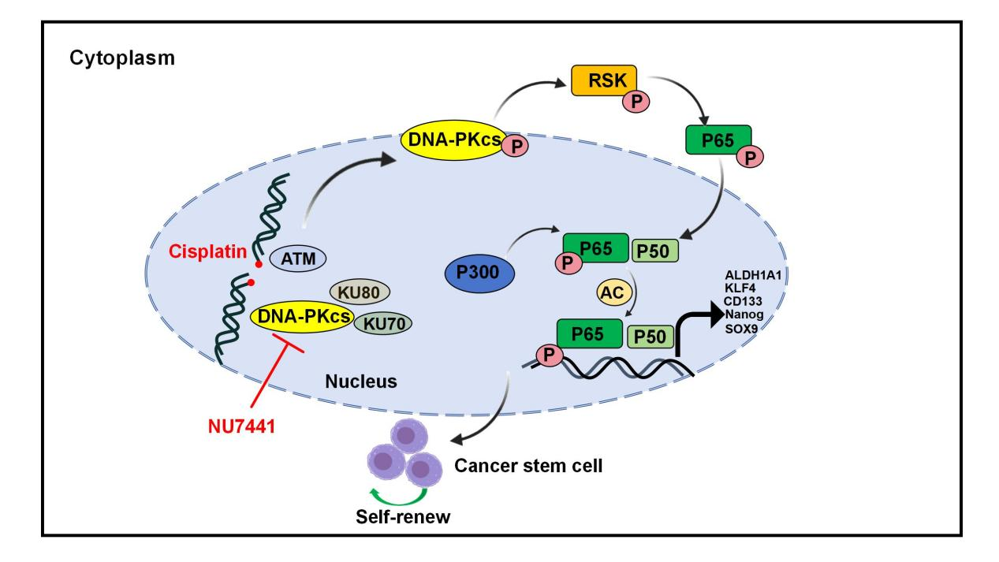 Cytoplasm
RSK
P
DNA-PKcs
P
P65
P
Cisplatin
ATM
P300
P65
P50
P
KU80
DNA-PKcs
KU70
AC
ALDH1A1
KLF4
CD133
Nanog
SOX9
P65
P50
P
Nucleus
NU7441
Cancer stem cell
Self-renew